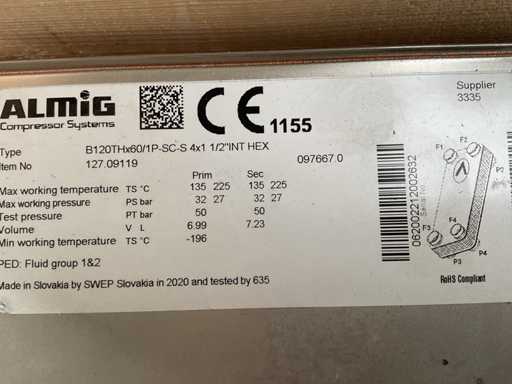 ALMiG
Compressor Systems
CE 1155
Supplier
3335
Type B120THx60/1P-SC-S 4x1 1/2"INT HEX
Item No 127.09119 097667.0
Prim Sec
Max working temperature TS °C 135 225 135 225
Max working pressure PS bar 32 27 32 27
Test pressure PT bar 50 50
Volume V L 6.99 7.23
Min working temperature TS °C -196
PED: Fluid group 1&2
Made in Slovakia by SWEP Slovakia in 2020 and tested by 635
0620022212002632
Serial No.
F1
F2
F3
F4
P3
P4
RoHS Compliant